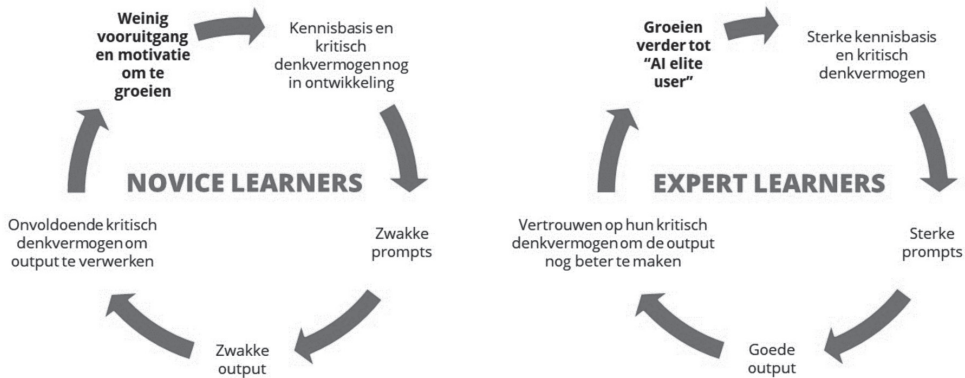 Weinig
vooruitgang
en motivatie
om te
groeien
Kennisbasis en
kritisch
denkvermogen nog
in ontwikkeling
NOVICE LEARNERS
Zwakke
prompts
Zwakke
output
Onvoldoende kritisch
denkvermogen om
output te verwerken
Groeien
verder tot
“AI elite
user”
Sterke kennisbasis
en kritisch
denkvermogen
EXPERT LEARNERS
Sterke
prompts
Goede
output
Vertrouwen op hun kritisch
denkvermogen om de output
nog beter te maken